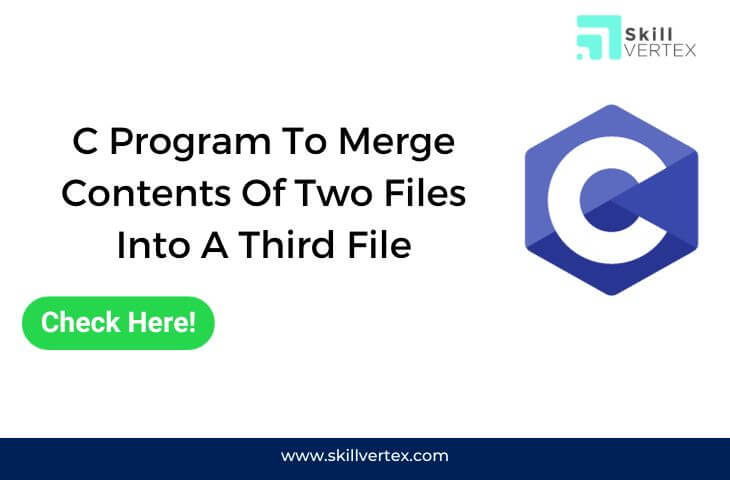 Skill
VERTEX
C Program To Merge
Contents Of Two Files
Into A Third File
C
Check Here!
www.skillvertex.com